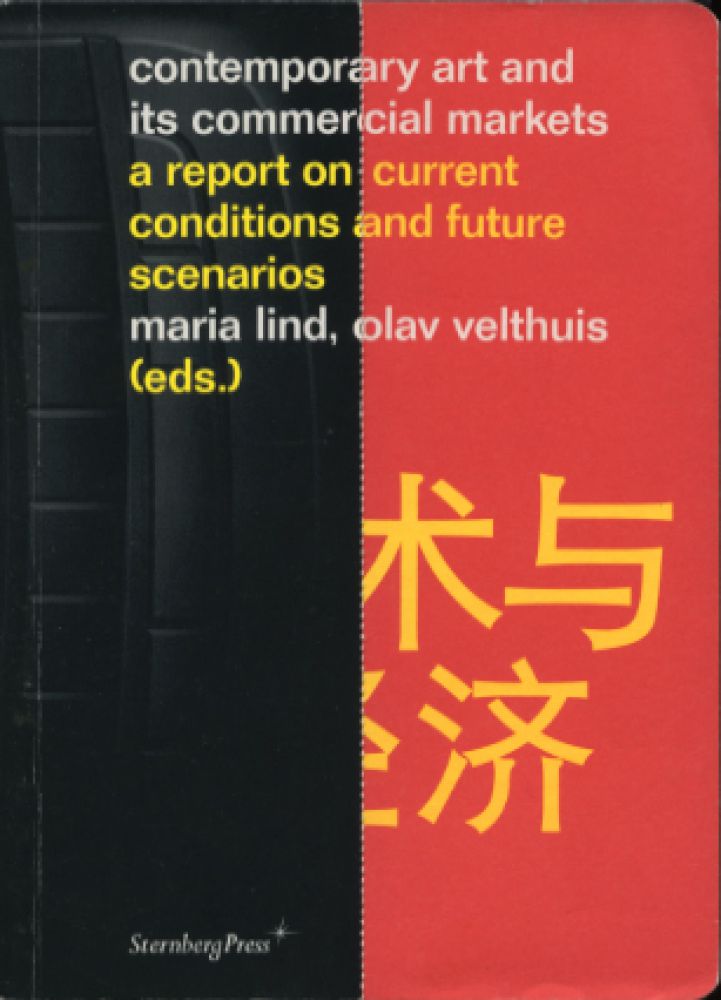 contemporary art and
its commercial markets
a report on current
conditions and future
scenarios
maria lind, olav velthuis
(eds.)
术与
经济
Sternberg Press